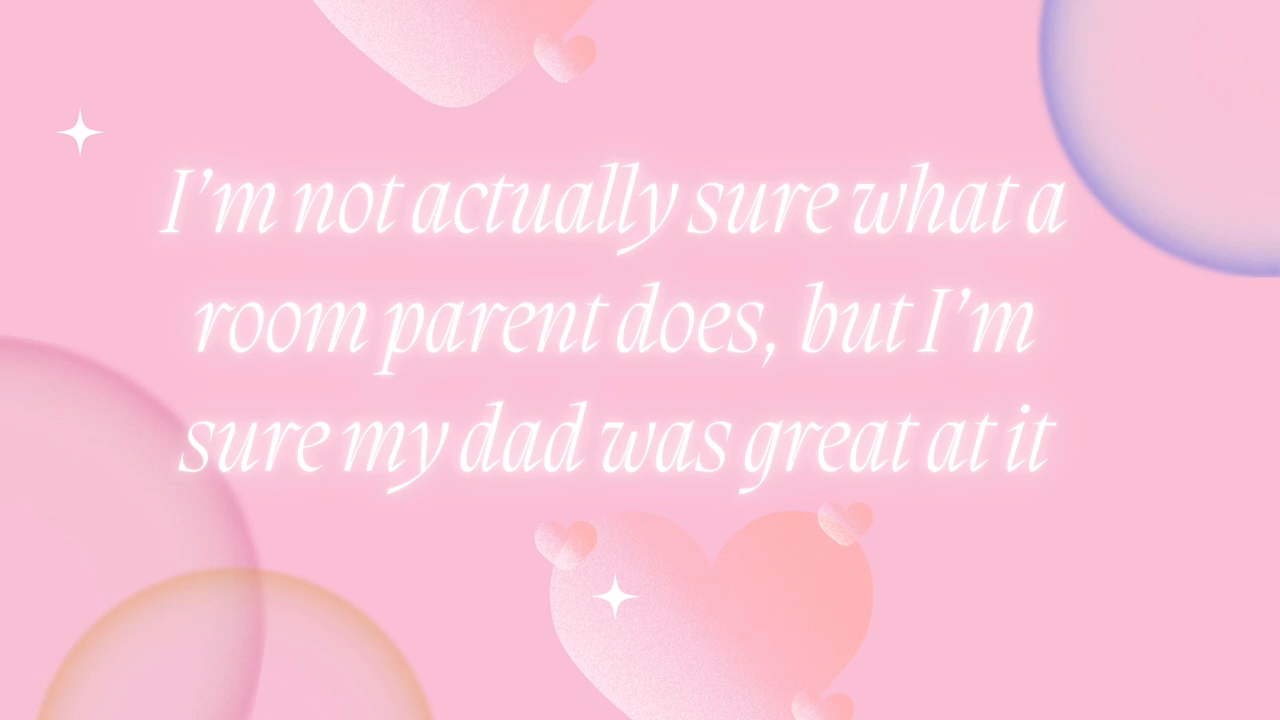 I’m not actually sure what a
room parent does, but I’m
sure my dad was great at it